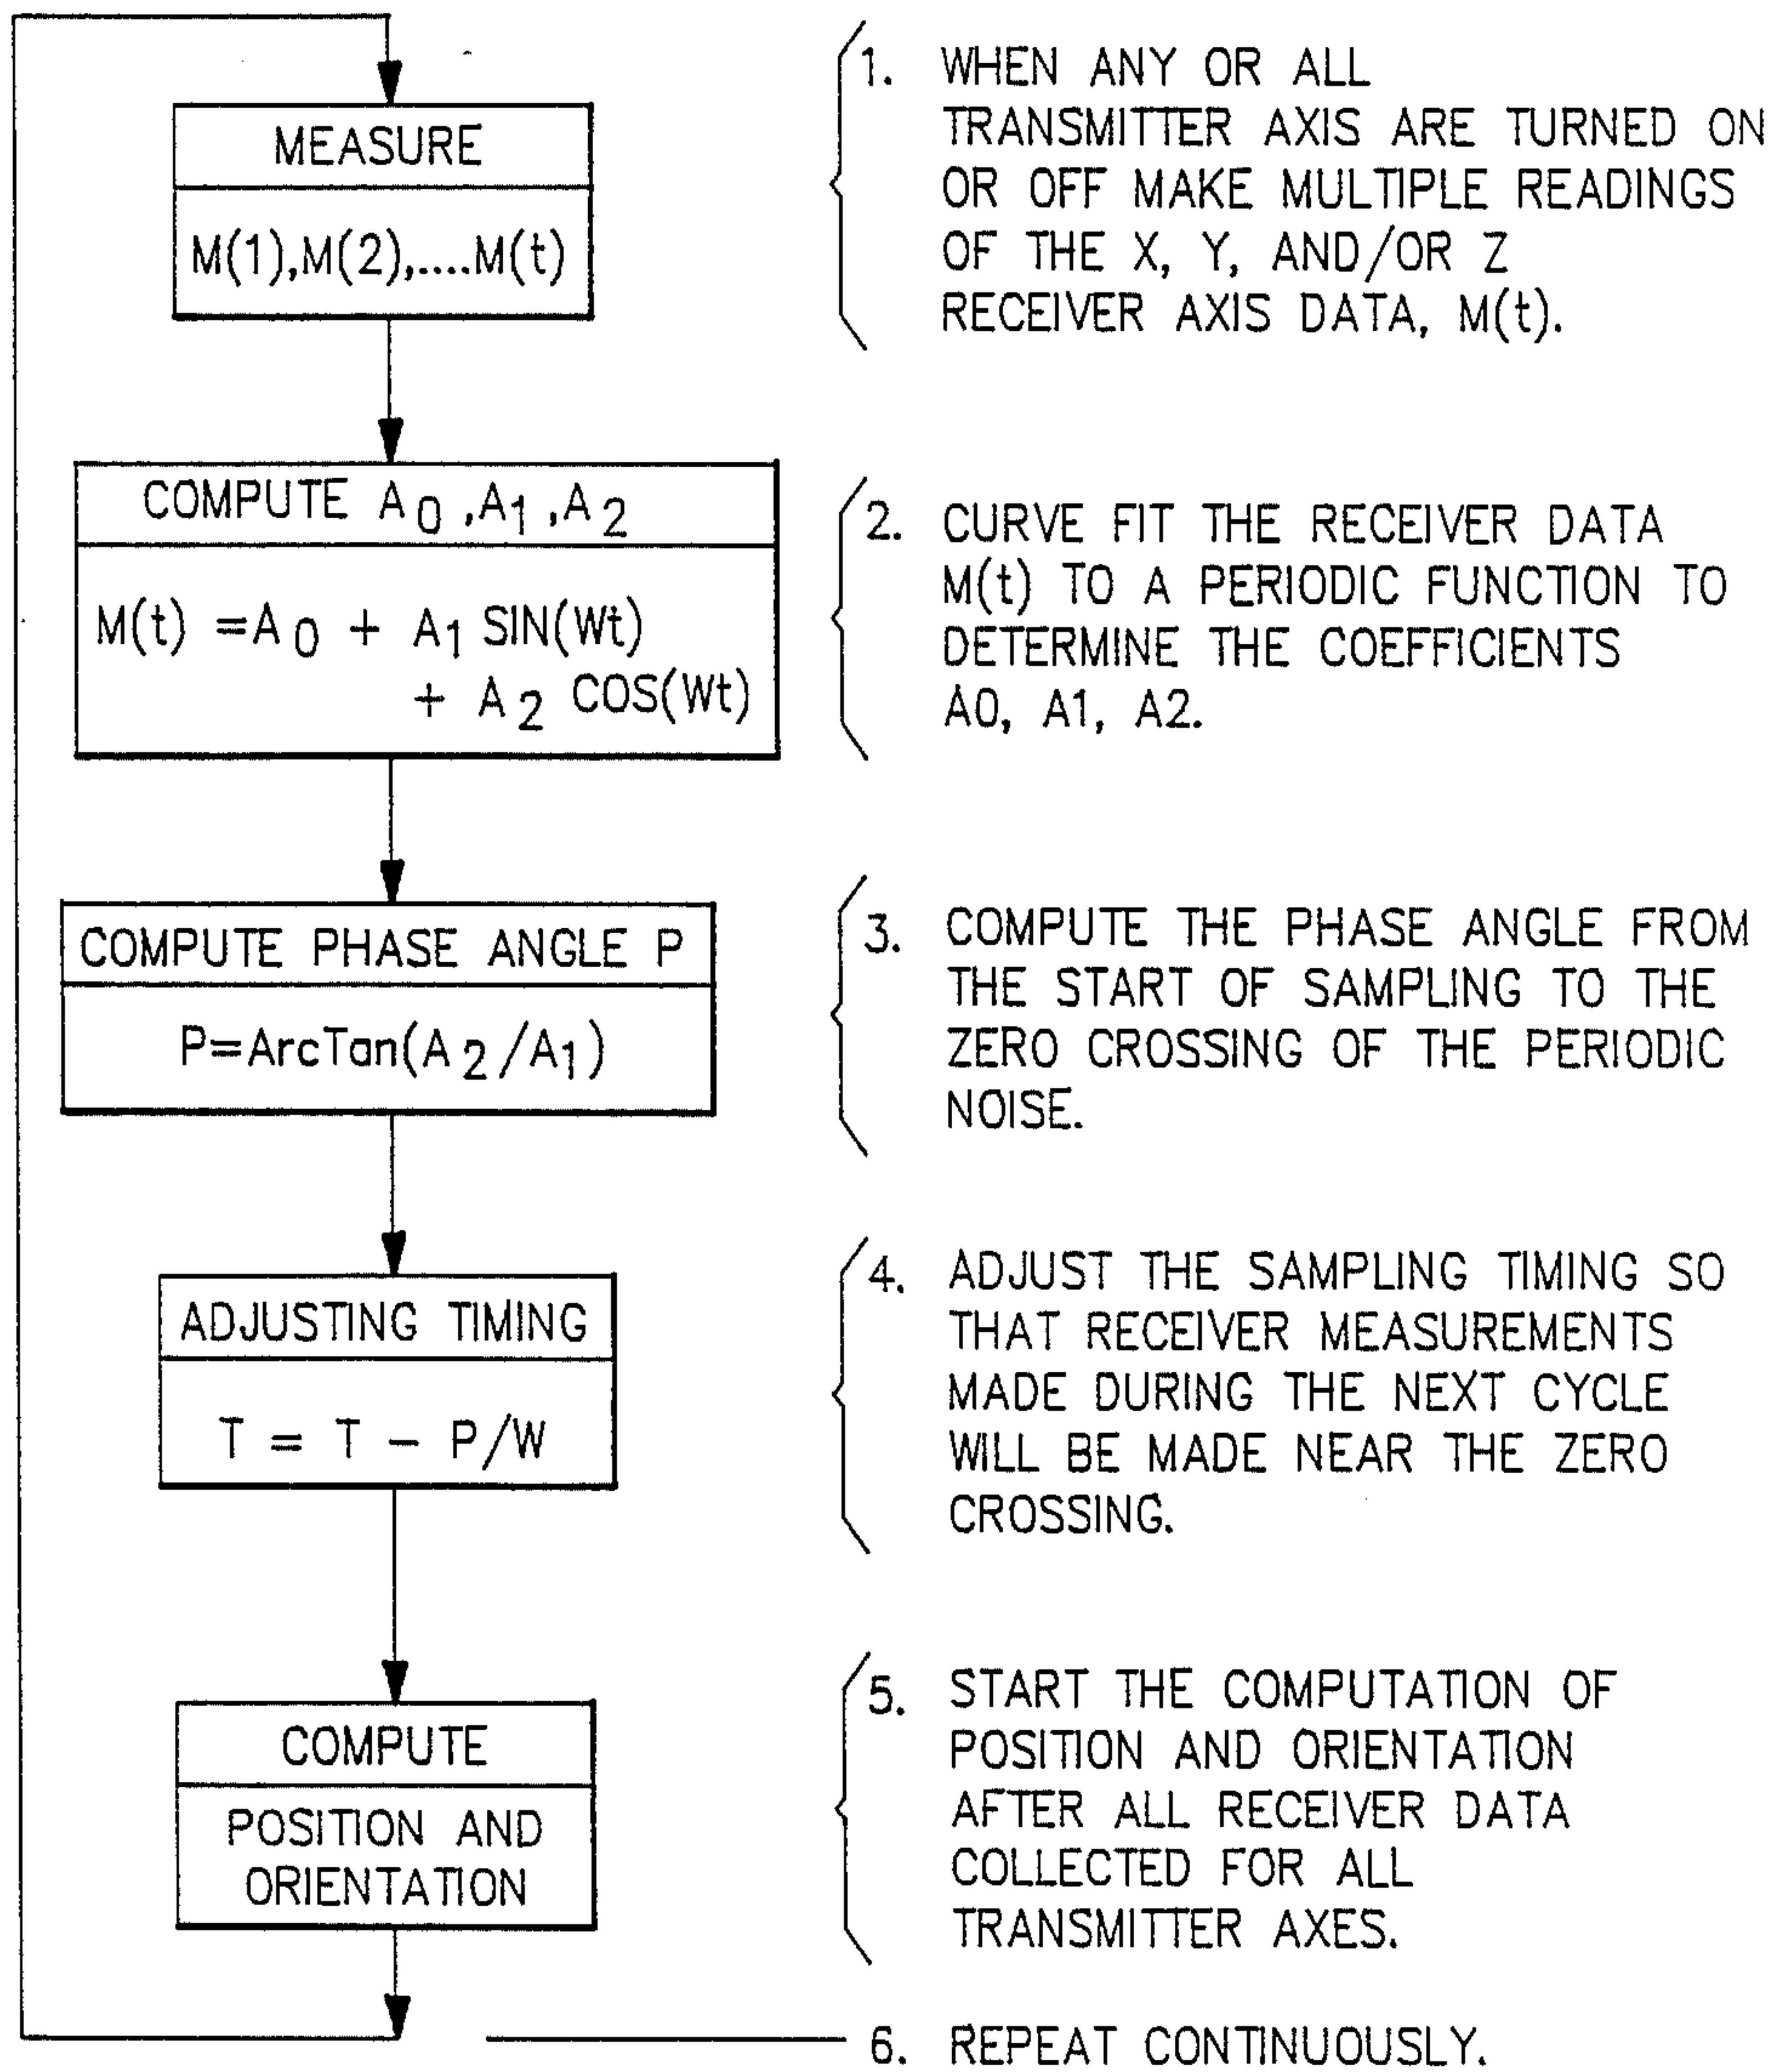 MEASURE
M(1),M(2),....M(t)
1. WHEN ANY OR ALL
TRANSMITTER AXIS ARE TURNED ON
OR OFF MAKE MULTIPLE READINGS
OF THE X, Y, AND/OR Z
RECEIVER AXIS DATA, M(t).
COMPUTE A0 ,A1 ,A2
M(t) =A0 + A1 SIN(Wt)
+ A2 COS(Wt)
2. CURVE FIT THE RECEIVER DATA
M(t) TO A PERIODIC FUNCTION TO
DETERMINE THE COEFFICIENTS
A0, A1, A2.
COMPUTE PHASE ANGLE P
P=ArcTan(A2/A1)
3. COMPUTE THE PHASE ANGLE FROM
THE START OF SAMPLING TO THE
ZERO CROSSING OF THE PERIODIC
NOISE.
ADJUSTING TIMING
T = T - P/W
4. ADJUST THE SAMPLING TIMING SO
THAT RECEIVER MEASUREMENTS
MADE DURING THE NEXT CYCLE
WILL BE MADE NEAR THE ZERO
CROSSING.
COMPUTE
POSITION AND
ORIENTATION
5. START THE COMPUTATION OF
POSITION AND ORIENTATION
AFTER ALL RECEIVER DATA
COLLECTED FOR ALL
TRANSMITTER AXES.
6. REPEAT CONTINUOUSLY.